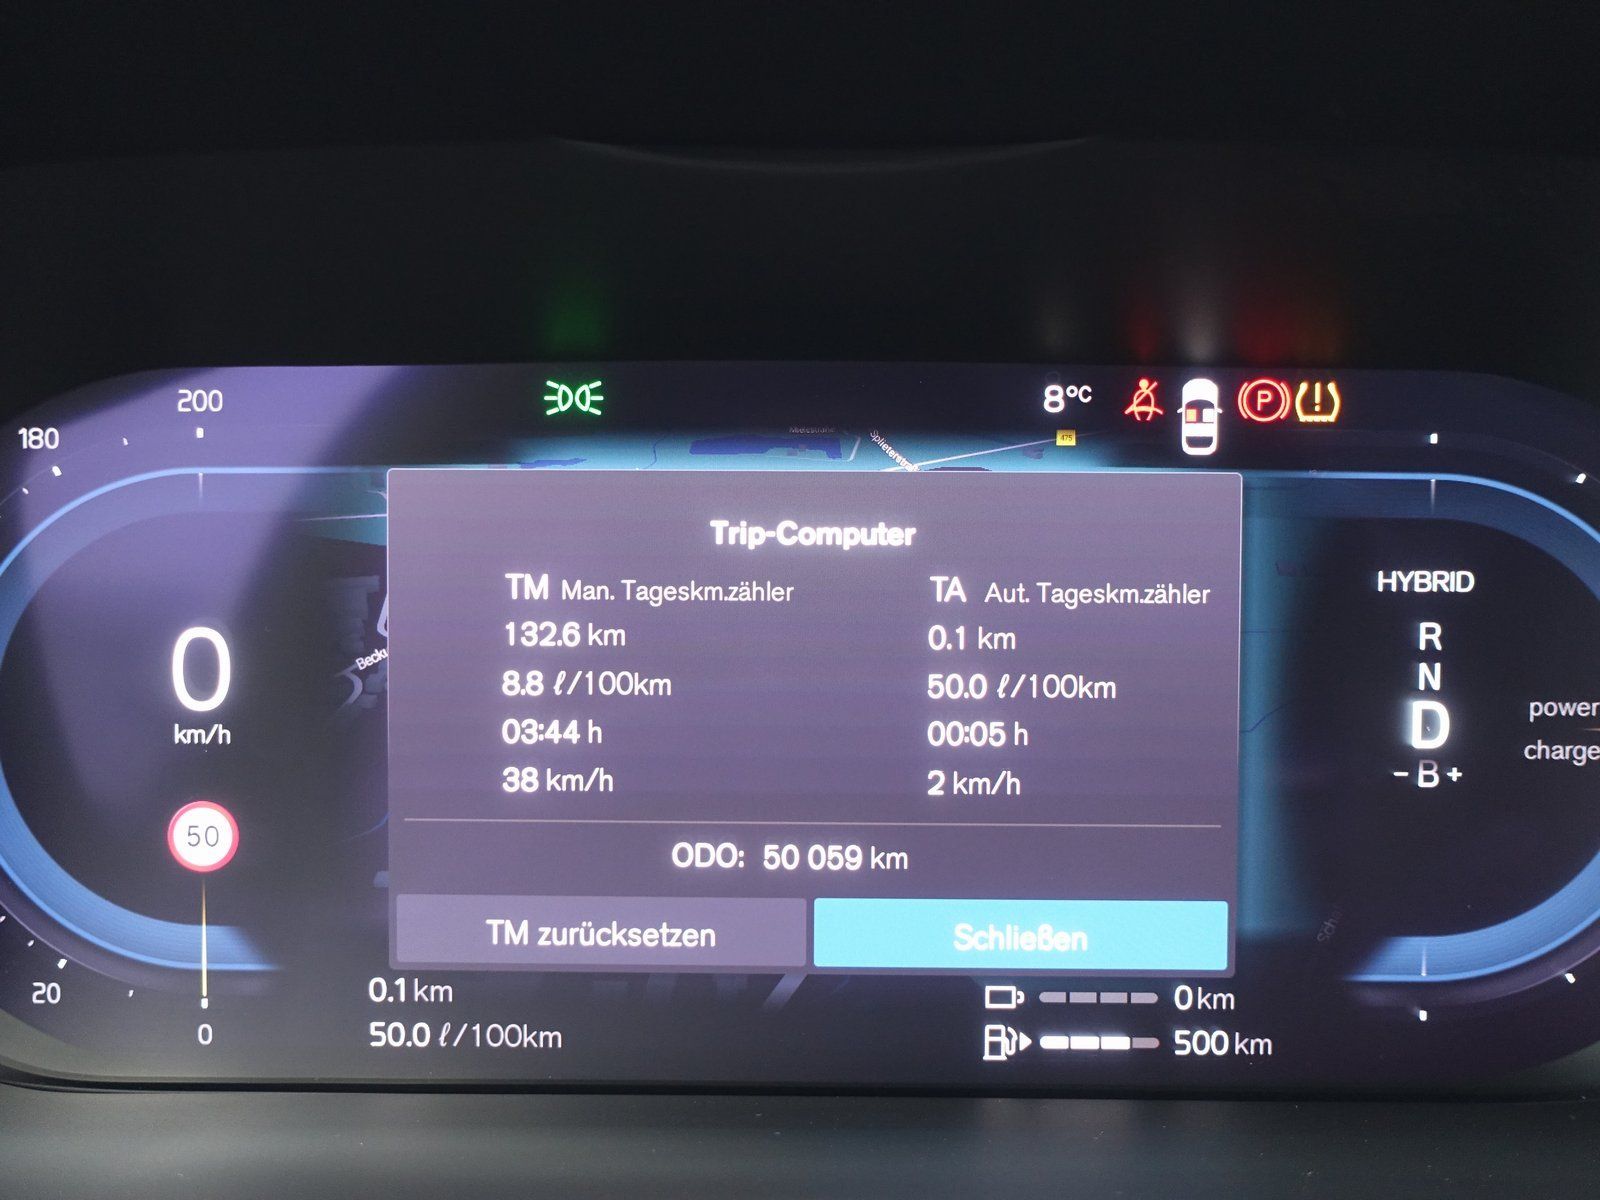 200
180
8°C
P
475
Splieterstraß
Trip-Computer
TM Man. Tageskm.zähler
132.6 km
8.8 ℓ/100km
03:44 h
38 km/h
TA Aut. Tageskm.zähler
0.1 km
50.0 ℓ/100km
00:05 h
2 km/h
ODO: 50 059 km
TM zurücksetzen
Schließen
0
km/h
50
Becku
20
0
0.1 km
50.0 ℓ/100km
0 km
500 km
HYBRID
R
N
D
- B +
power
charge